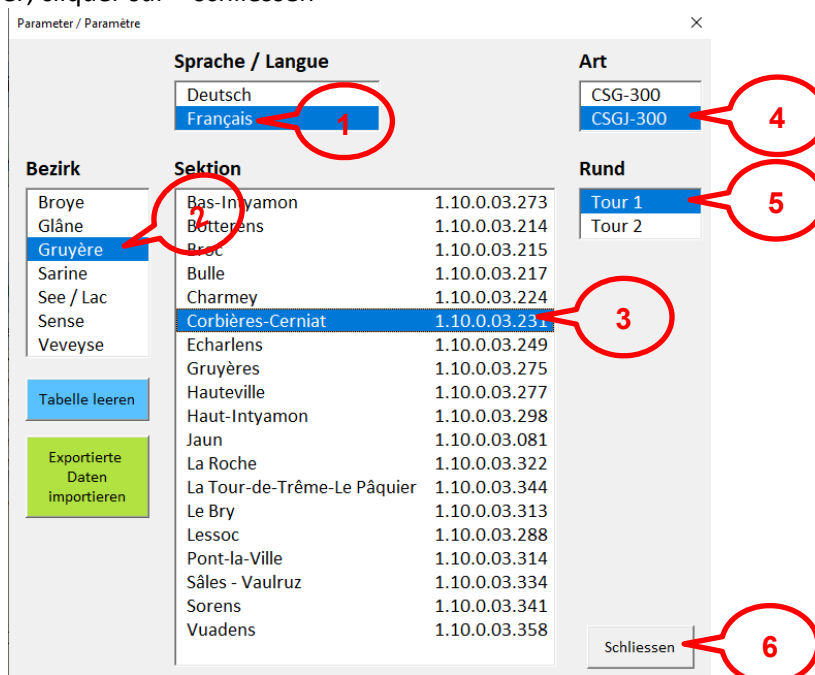 cliquer sur « Schliessen »
Parameter / Paramètre
Sprache / Langue
Deutsch
Français
1
Art
CSG-300
CSGJ-300
4
Bezirk
Broye
Glâne
Gruyère
Sarine
See / Lac
Sense
Veveyse
2
Sektion
Bas-Intyamon 1.10.0.03.273
Botterens 1.10.0.03.214
Broc 1.10.0.03.215
Bulle 1.10.0.03.217
Charmey 1.10.0.03.224
Corbières-Cerniat 1.10.0.03.231
Echarlens 1.10.0.03.249
Gruyères 1.10.0.03.275
Hauteville 1.10.0.03.277
Haut-Intyamon 1.10.0.03.298
Jaun 1.10.0.03.081
La Roche 1.10.0.03.322
La Tour-de-Trême-Le Pâquier 1.10.0.03.344
Le Bry 1.10.0.03.313
Lessoc 1.10.0.03.288
Pont-la-Ville 1.10.0.03.314
Sâles - Vaulruz 1.10.0.03.334
Sorens 1.10.0.03.341
Vuadens 1.10.0.03.358
3
Rund
Tour 1
Tour 2
5
Tabelle leeren
Exportierte
Daten
importieren
Schliessen
6